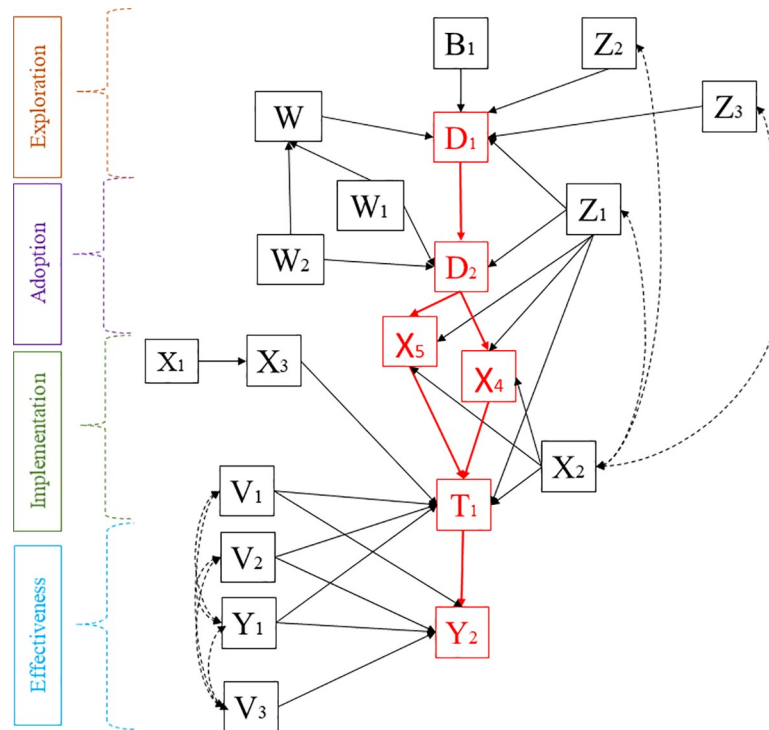 Exploration
Adoption
Implementation
Effectiveness
B1
Z2
Z3
W
D1
W1
Z1
W2
D2
X5
X1
X3
X4
X2
V1
T1
V2
Y1
Y2
V3